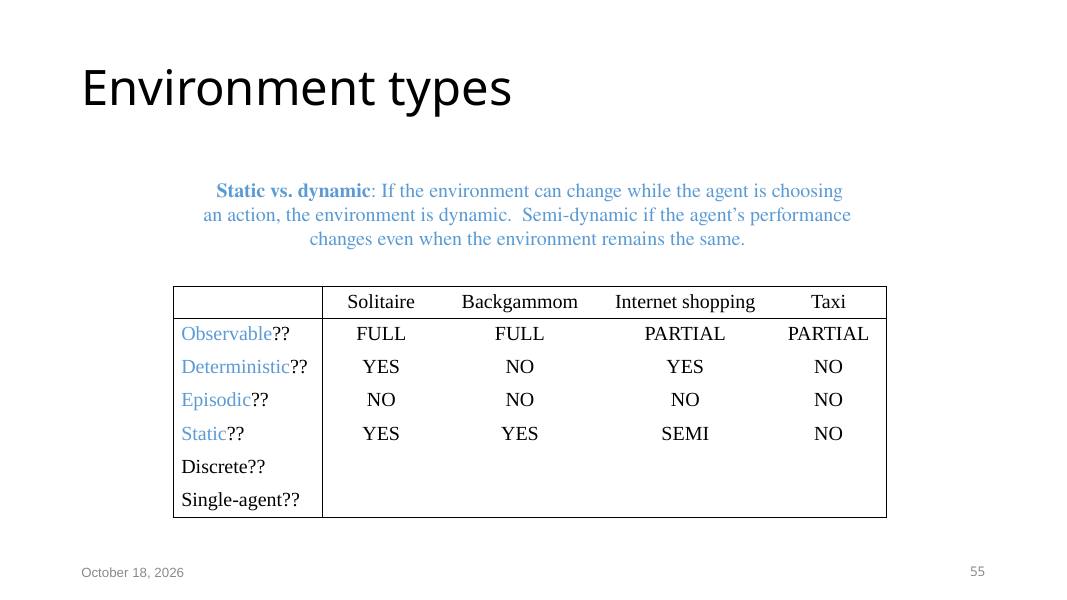 Environment types
Static vs. dynamic: If the environment can change while the agent is choosing
an action, the environment is dynamic.  Semi-dynamic if the agent’s performance
changes even when the environment remains the same.
Solitaire Backgammom Internet shopping Taxi
Observable?? FULL FULL PARTIAL PARTIAL
Deterministic?? YES NO YES NO
Episodic?? NO NO NO NO
Static?? YES YES SEMI NO
Discrete??
Single-agent??
October 18, 2026 55